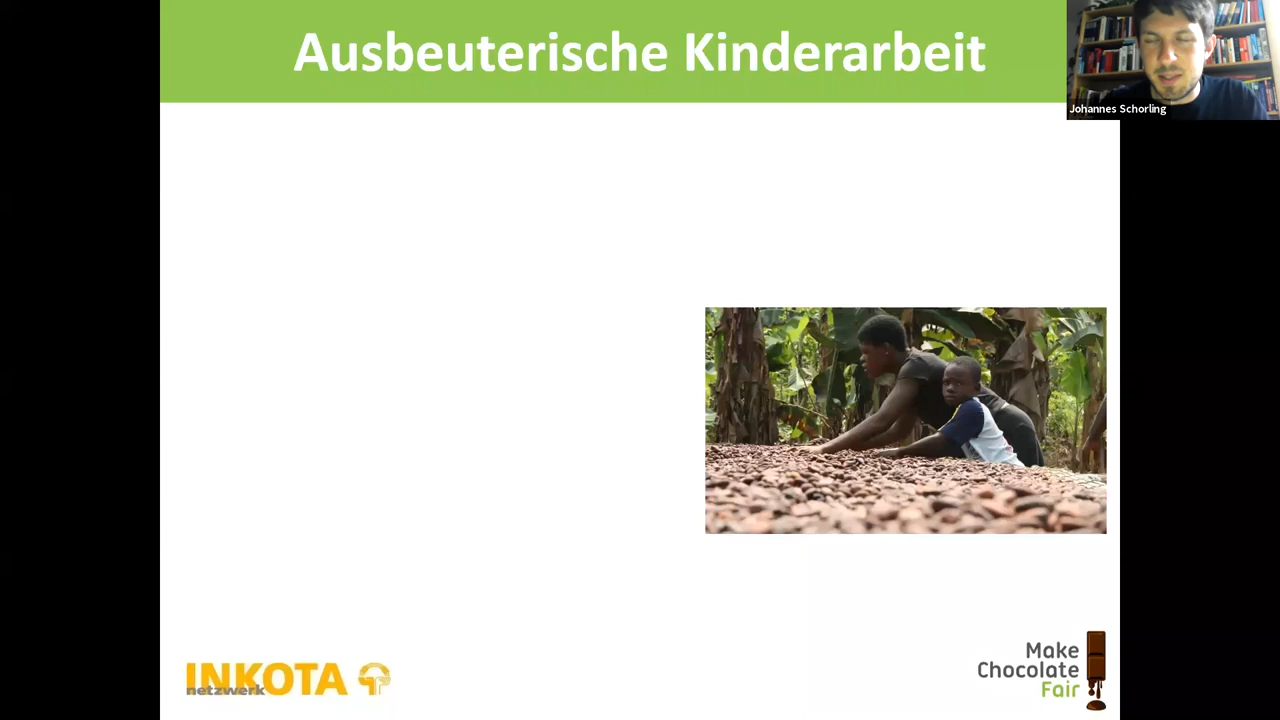 Ausbeuterische Kinderarbeit
Johannes Schorling
INKOTA
netzwerk
Make
Chocolate
Fair